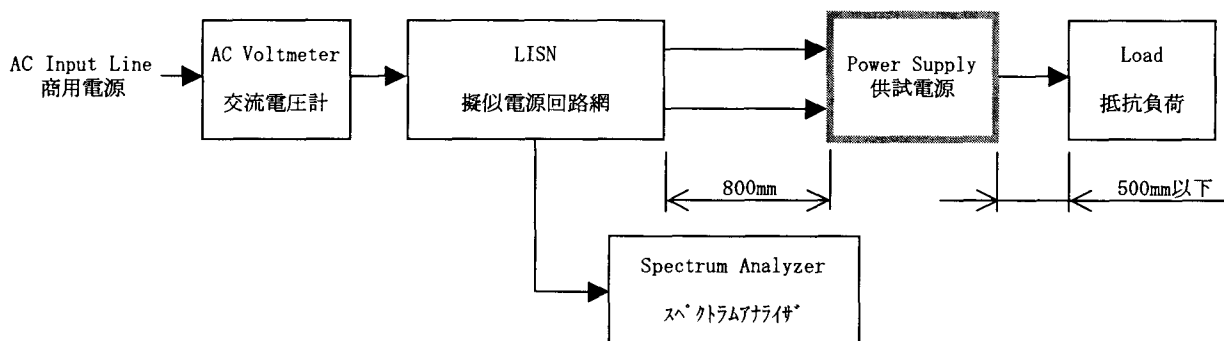 AC Input Line
商用電源
AC Voltmeter
交流電圧計
LISN
擬似電源回路網
Power Supply
供試電源
Load
抵抗負荷
800mm
500mm以下
Spectrum Analyzer
スペクトラムアナライザ